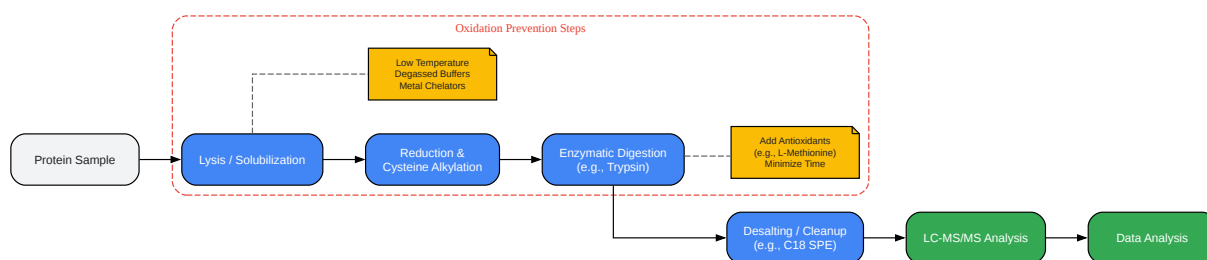 Oxidation Prevention Steps
Low Temperature
Degassed Buffers
Metal Chelators
Protein Sample
Lysis / Solubilization
Reduction &
Cysteine Alkylation
Enzymatic Digestion
(e.g., Trypsin)
Add Antioxidants
(e.g., L-Methionine)
Minimize Time
Desalting / Cleanup
(e.g., C18 SPE)
LC-MS/MS Analysis
Data Analysis